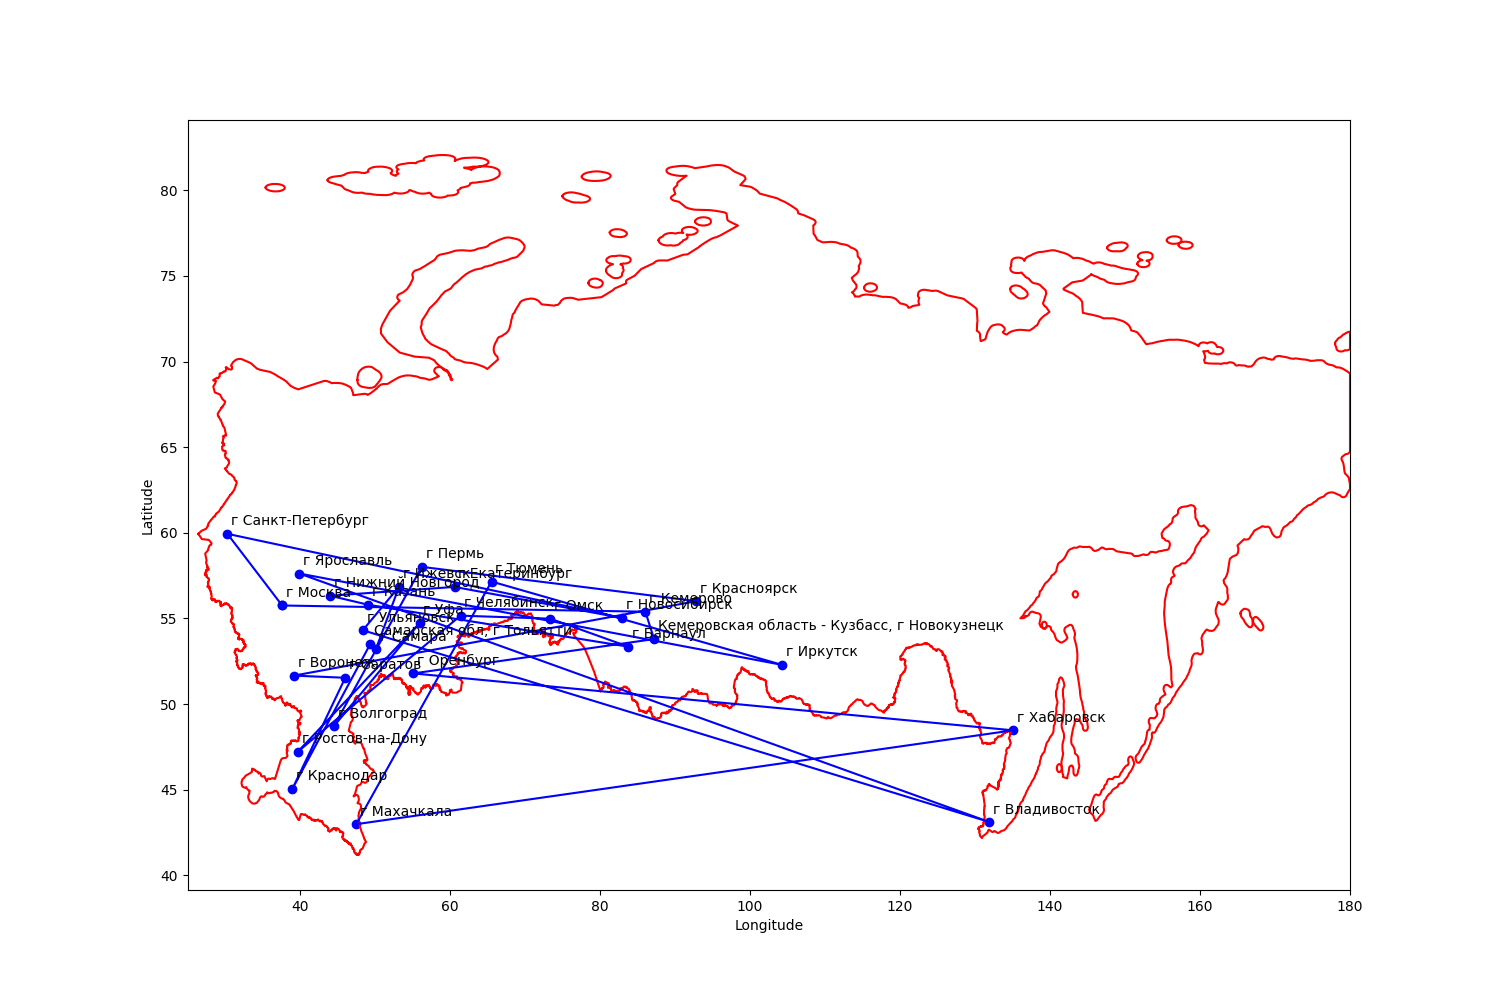 80
75
70
65
60
55
50
45
40
Latitude
г Санкт-Петербург
г Ярославль
г Пермь
г Тюмень
г Ижевск
г Екатеринбург
г Нижний Новгород
г Москва
г Казань
г Красноярск
г Кемерово
г Челябинск
г Омск
г Новосибирск
г Уфа
г Ульяновск
Самарская обл, г Тольятти
г Самара
Кемеровская область - Кузбасс, г Новокузнецк
г Барнаул
г Воронеж
г Саратов
г Оренбург
г Иркутск
г Волгоград
г Хабаровск
г Ростов-на-Дону
г Краснодар
г Махачкала
г Владивосток
40 60 80 100 120 140 160 180
Longitude